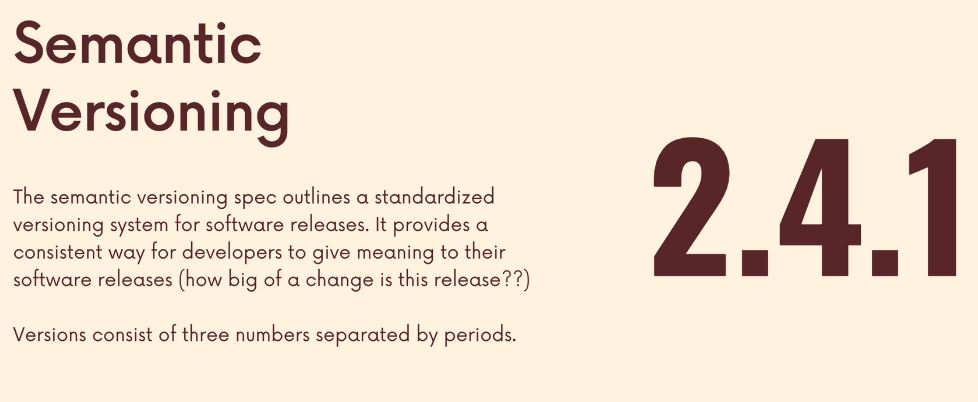 Semantic
Versioning
The semantic versioning spec outlines a standardized
versioning system for software releases. It provides a
consistent way for developers to give meaning to their
software releases (how big of a change is this release??)
Versions consist of three numbers separated by periods.
2.4.1